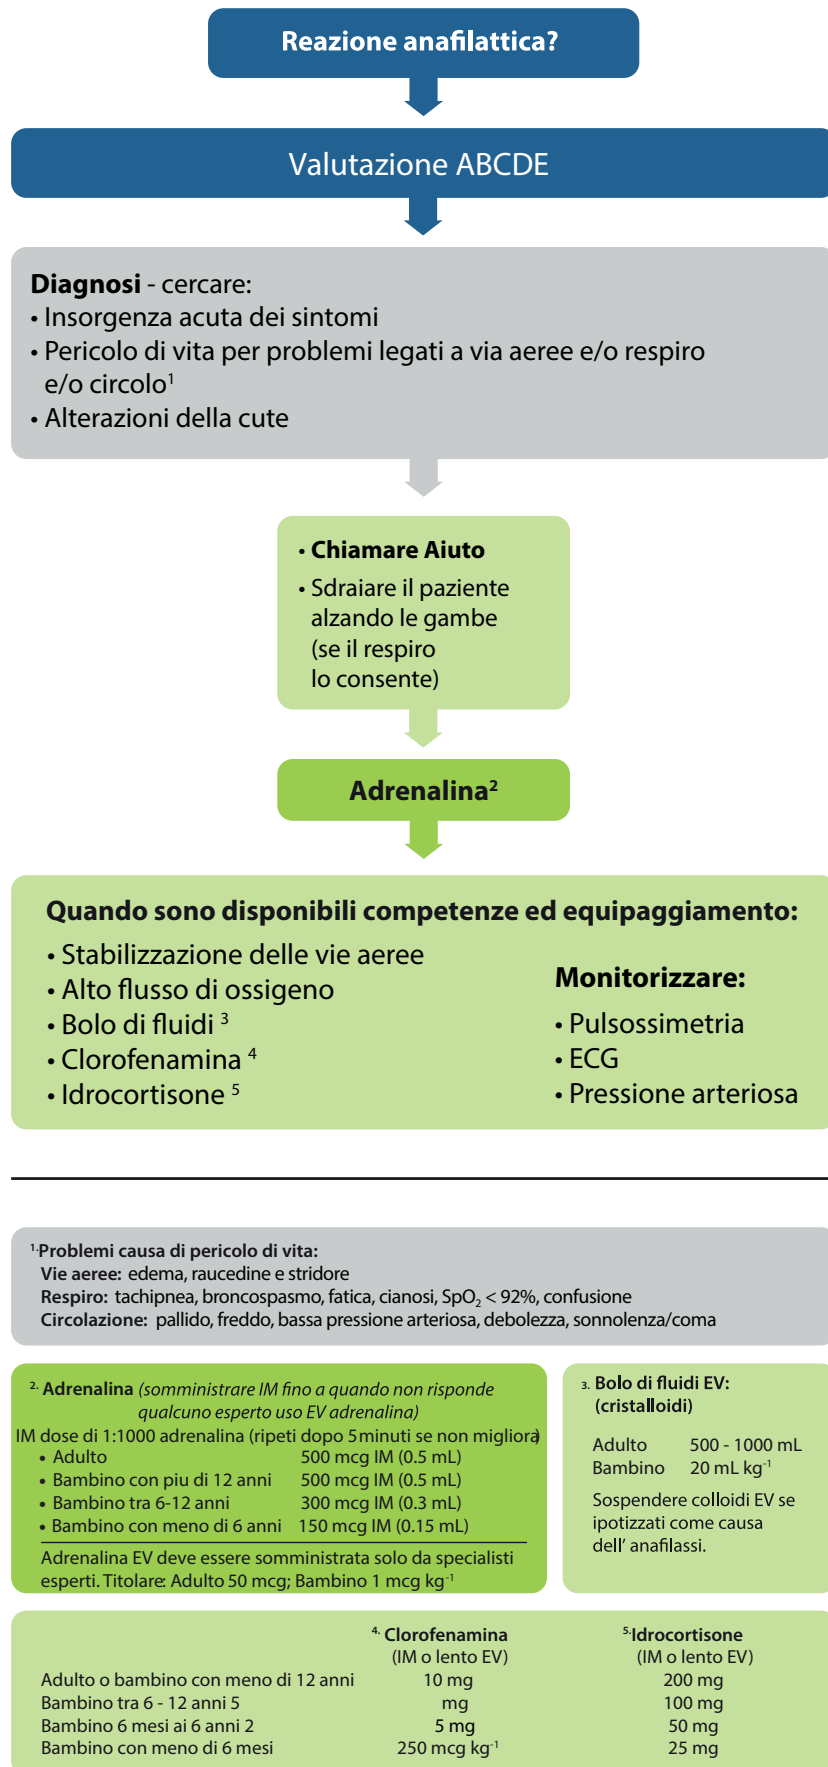 Reazione anafilattica?
Valutazione ABCDE
Diagnosi - cercare:
• Insorgenza acuta dei sintomi
• Pericolo di vita per problemi legati a via aeree e/o respiro
e/o circolo¹
• Alterazioni della cute
• Chiamare Aiuto
• Sdraiare il paziente
alzando le gambe
(se il respiro
lo consente)
Adrenalina²
Quando sono disponibili competenze ed equipaggiamento:
• Stabilizzazione delle vie aeree
• Alto flusso di ossigeno
• Bolo di fluidi ³
• Clorofenamina ⁴
• Idrocortisone ⁵
Monitorizzare:
• Pulsossimetria
• ECG
• Pressione arteriosa
¹·Problemi causa di pericolo di vita:
Vie aeree: edema, raucedine e stridore
Respiro: tachipnea, broncospasmo, fatica, cianosi, SpO₂ < 92%, confusione
Circolazione: pallido, freddo, bassa pressione arteriosa, debolezza, sonnolenza/coma
²· Adrenalina (somministrare IM fino a quando non risponde
qualcuno esperto uso EV adrenalina)
IM dose di 1:1000 adrenalina (ripeti dopo 5 minuti se non migliora)
• Adulto 500 mcg IM (0.5 mL)
• Bambino con piu di 12 anni 500 mcg IM (0.5 mL)
• Bambino tra 6-12 anni 300 mcg IM (0.3 mL)
• Bambino con meno di 6 anni 150 mcg IM (0.15 mL)
Adrenalina EV deve essere somministrata solo da specialisti
esperti. Titolare: Adulto 50 mcg; Bambino 1 mcg kg⁻¹
³· Bolo di fluidi EV:
(cristalloidi)
Adulto 500 - 1000 mL
Bambino 20 mL kg⁻¹
Sospendere colloidi EV se
ipotizzati come causa
dell' anafilassi.
⁴· Clorofenamina ⁵·Idrocortisone
(IM o lento EV) (IM o lento EV)
Adulto o bambino con meno di 12 anni 10 mg 200 mg
Bambino tra 6 - 12 anni 5 mg 100 mg
Bambino 6 mesi ai 6 anni 2 5 mg 50 mg
Bambino con meno di 6 mesi 250 mcg kg⁻¹ 25 mg